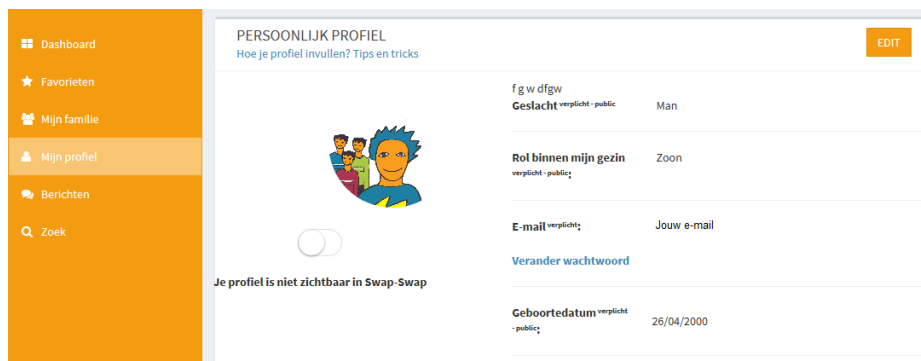 Dashboard
Favorieten
Mijn familie
Mijn profiel
Berichten
Zoek
PERSOONLIJK PROFIEL
Hoe je profiel invullen? Tips en tricks
EDIT
Je profiel is niet zichtbaar in Swap-Swap
f g w dfgw
Geslacht verplicht - public Man
Rol binnen mijn gezin Zoon
verplicht - public:
E-mail verplicht: Jouw e-mail
Verander wachtwoord
Geboortedatum verplicht
- public: 26/04/2000